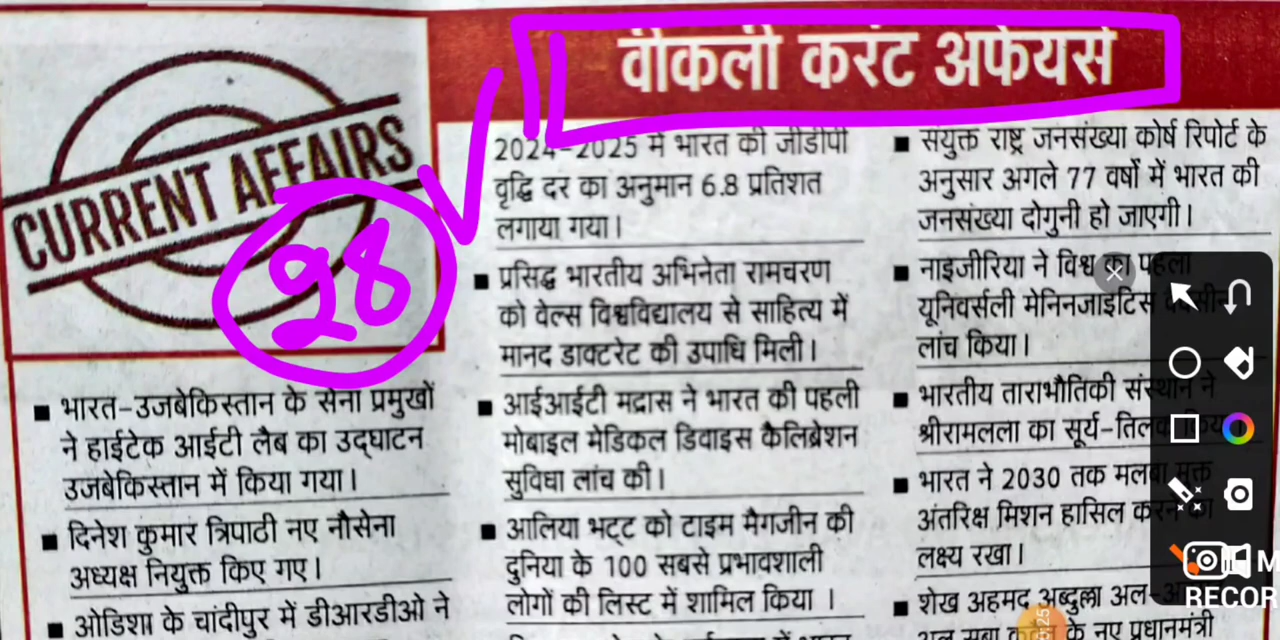 वीकली करंट अफेयर्स
CURRENT AFFAIRS
28
■ भारत-उजबेकिस्तान के सेना प्रमुखों
ने हाईटेक आईटी लैब का उद्घाटन
उजबेकिस्तान में किया गया।
■ दिनेश कुमार त्रिपाठी नए नौसेना
अध्यक्ष नियुक्त किए गए।
■ ओडिशा के चांदीपुर में डीआरडीओ ने
2024-2025 में भारत की जीडीपी
वृद्धि दर का अनुमान 6.8 प्रतिशत
लगाया गया।
■ प्रसिद्ध भारतीय अभिनेता रामचरण
को वेल्स विश्वविद्यालय से साहित्य में
मानद डाक्टरेट की उपाधि मिली।
■ आईआईटी मद्रास ने भारत की पहली
मोबाइल मेडिकल डिवाइस कैलिब्रेशन
सुविधा लांच की।
■ आलिया भट्ट को टाइम मैगजीन की
दुनिया के 100 सबसे प्रभावशाली
लोगों की लिस्ट में शामिल किया ।
■ संयुक्त राष्ट्र जनसंख्या कोर्ष रिपोर्ट के
अनुसार अगले 77 वर्षों में भारत की
जनसंख्या दोगुनी हो जाएगी।
■ नाइजीरिया ने विश्व का पहला
यूनिवर्सली मेनिनजाइटिस
लांच किया।
■ भारतीय ताराभौतिकी संस्थान ने
श्रीरामलला का सूर्य-तिलक
■ भारत ने 2030 तक मलबा मुक्त
अंतरिक्ष मिशन हासिल करने का
लक्ष्य रखा।
■ शेख अहमद अब्दुल्ला अल-
के नए प्रधानमंत्री
RECOR